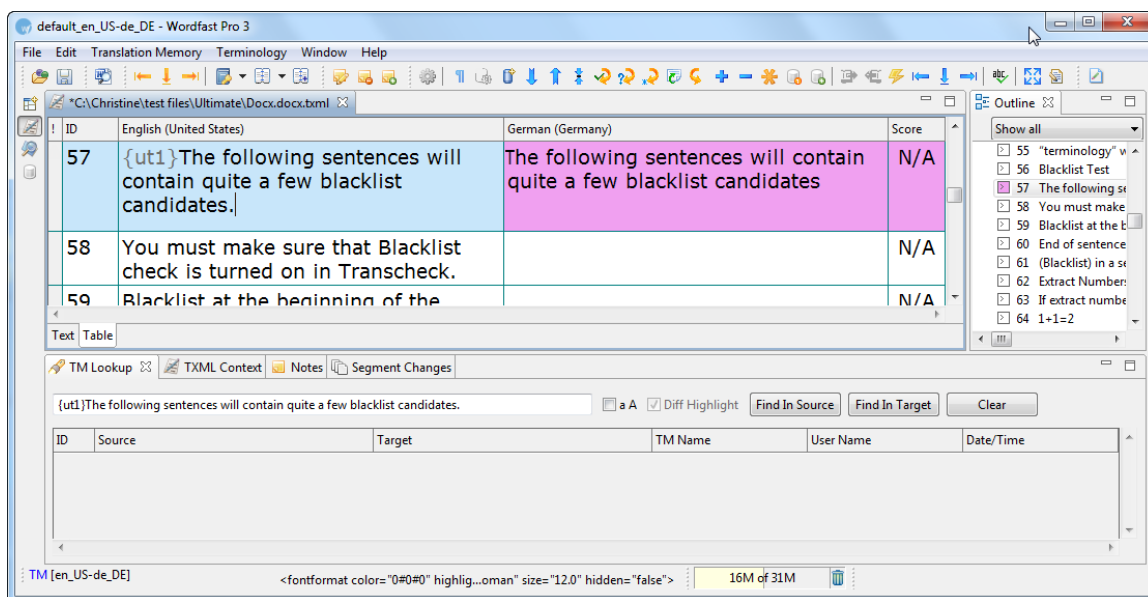 default_en_US-de_DE - Wordfast Pro 3
File Edit Translation Memory Terminology Window Help
*C:\Christine\test files\Ultimate\Docx.docx.txml
Outline
! ID English (United States) German (Germany) Score
Show all
57 {ut1}The following sentences will contain quite a few blacklist candidates. The following sentences will contain quite a few blacklist candidates N/A
58 You must make sure that Blacklist check is turned on in Transcheck. N/A
59 Blacklist at the beginning of the N/A
55 "terminology" w
56 Blacklist Test
57 The following se
58 You must make
59 Blacklist at the b
60 End of sentence
61 (Blacklist) in a se
62 Extract Number
63 If extract numbe
64 1+1=2
Text Table
TM Lookup TXML Context Notes Segment Changes
{ut1}The following sentences will contain quite a few blacklist candidates. a A Diff Highlight Find In Source Find In Target Clear
ID Source Target TM Name User Name Date/Time
TM [en_US-de_DE] <fontformat color="0#0#0" highlig...oman" size="12.0" hidden="false"> 16M of 31M